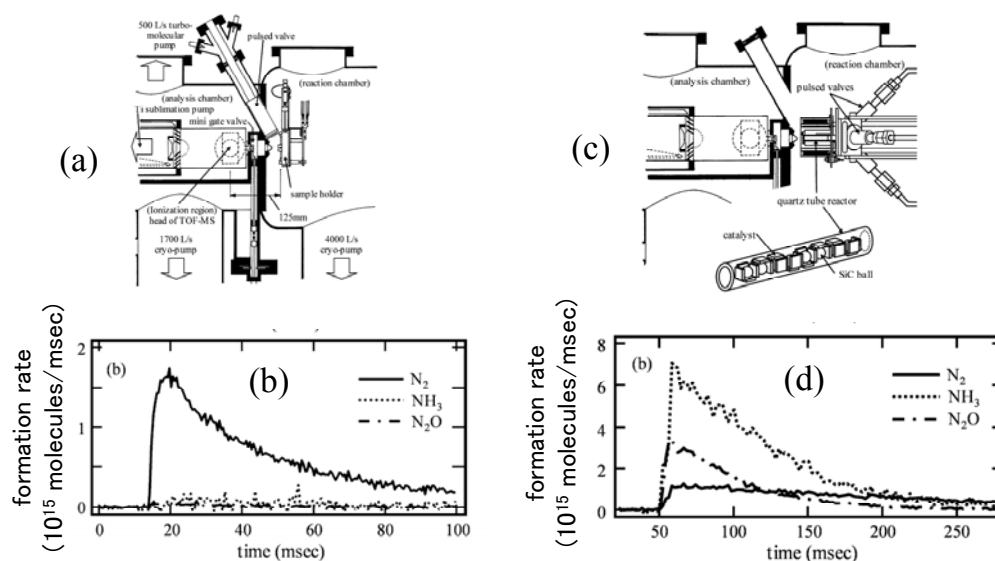 500 L/s turbo-
molecular
pump
pulsed valve
(reaction chamber)
(analysis chamber)
Ti sublimation pump
mini gate valve
(a)
sample holder
(Ionization region)
head of TOF-MS
125mm
1700 L/s
cryo-pump
4000 L/s
cryo-pump
(reaction chamber)
(analysis chamber)
pulsed valves
(c)
quartz tube reactor
catalyst
SiC ball
formation rate
(10¹⁵ molecules/msec)
2
1
0
(b)
(b)
N₂
NH₃
N₂O
0 20 40 60 80 100
time (msec)
formation rate
(10¹⁵ molecules/msec)
8
6
4
2
0
(b)
(d)
N₂
NH₃
N₂O
50 100 150 200 250
time (msec)